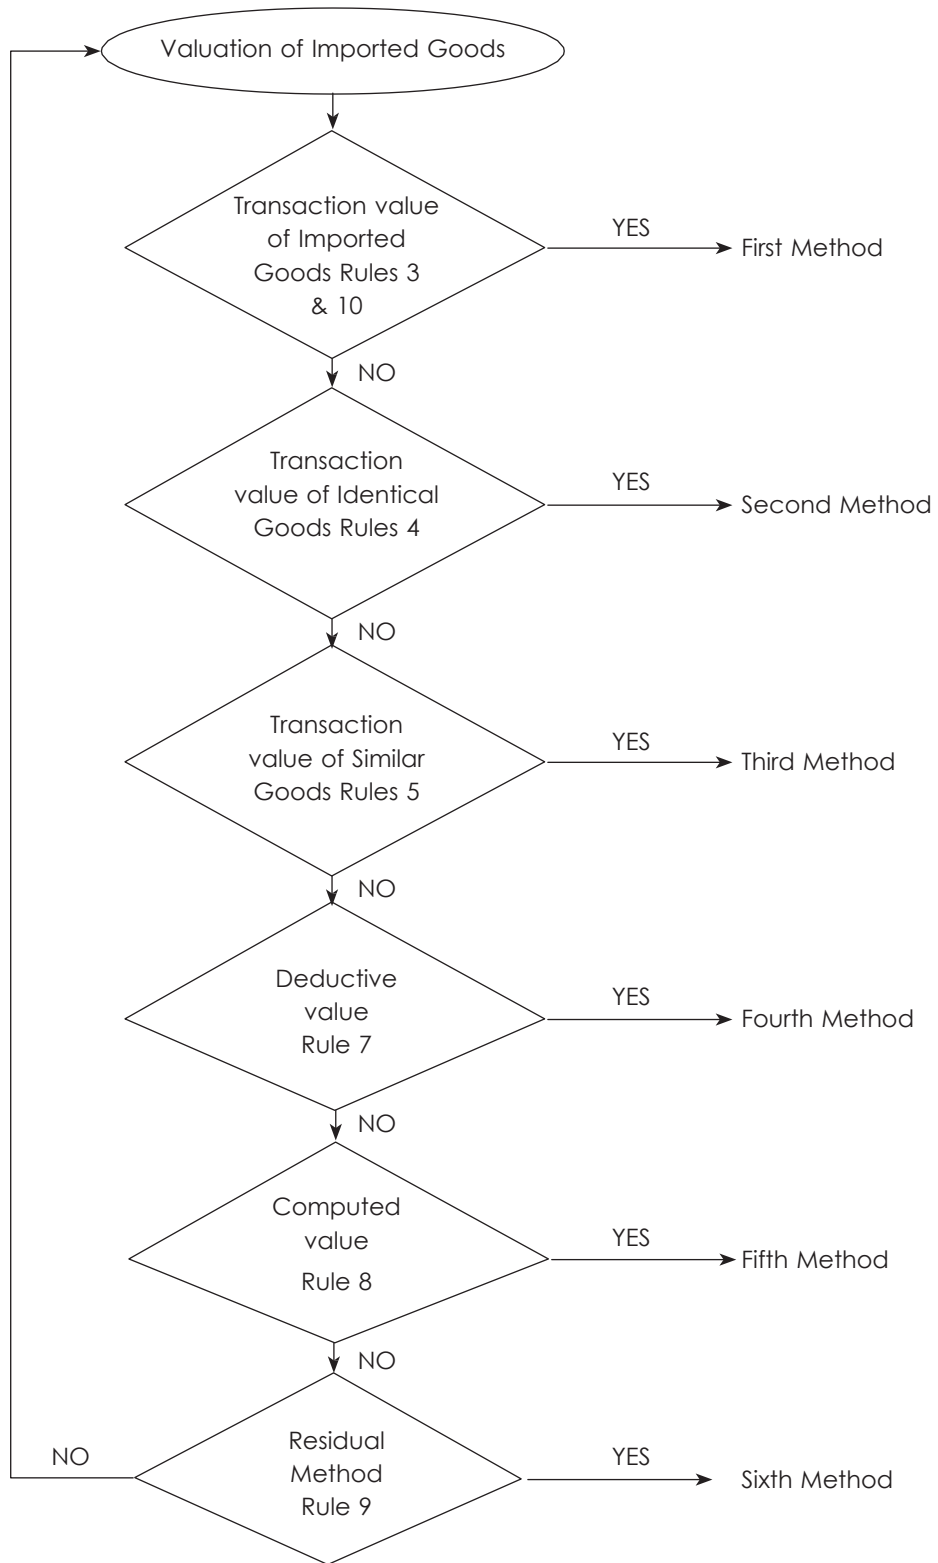 Valuation of Imported Goods
Transaction value
of Imported
Goods Rules 3
& 10
YES
First Method
NO
Transaction
value of Identical
Goods Rules 4
YES
Second Method
NO
Transaction
value of Similar
Goods Rules 5
YES
Third Method
NO
Deductive
value
Rule 7
YES
Fourth Method
NO
Computed
value
Rule 8
YES
Fifth Method
NO
Residual
Method
Rule 9
NO
YES
Sixth Method